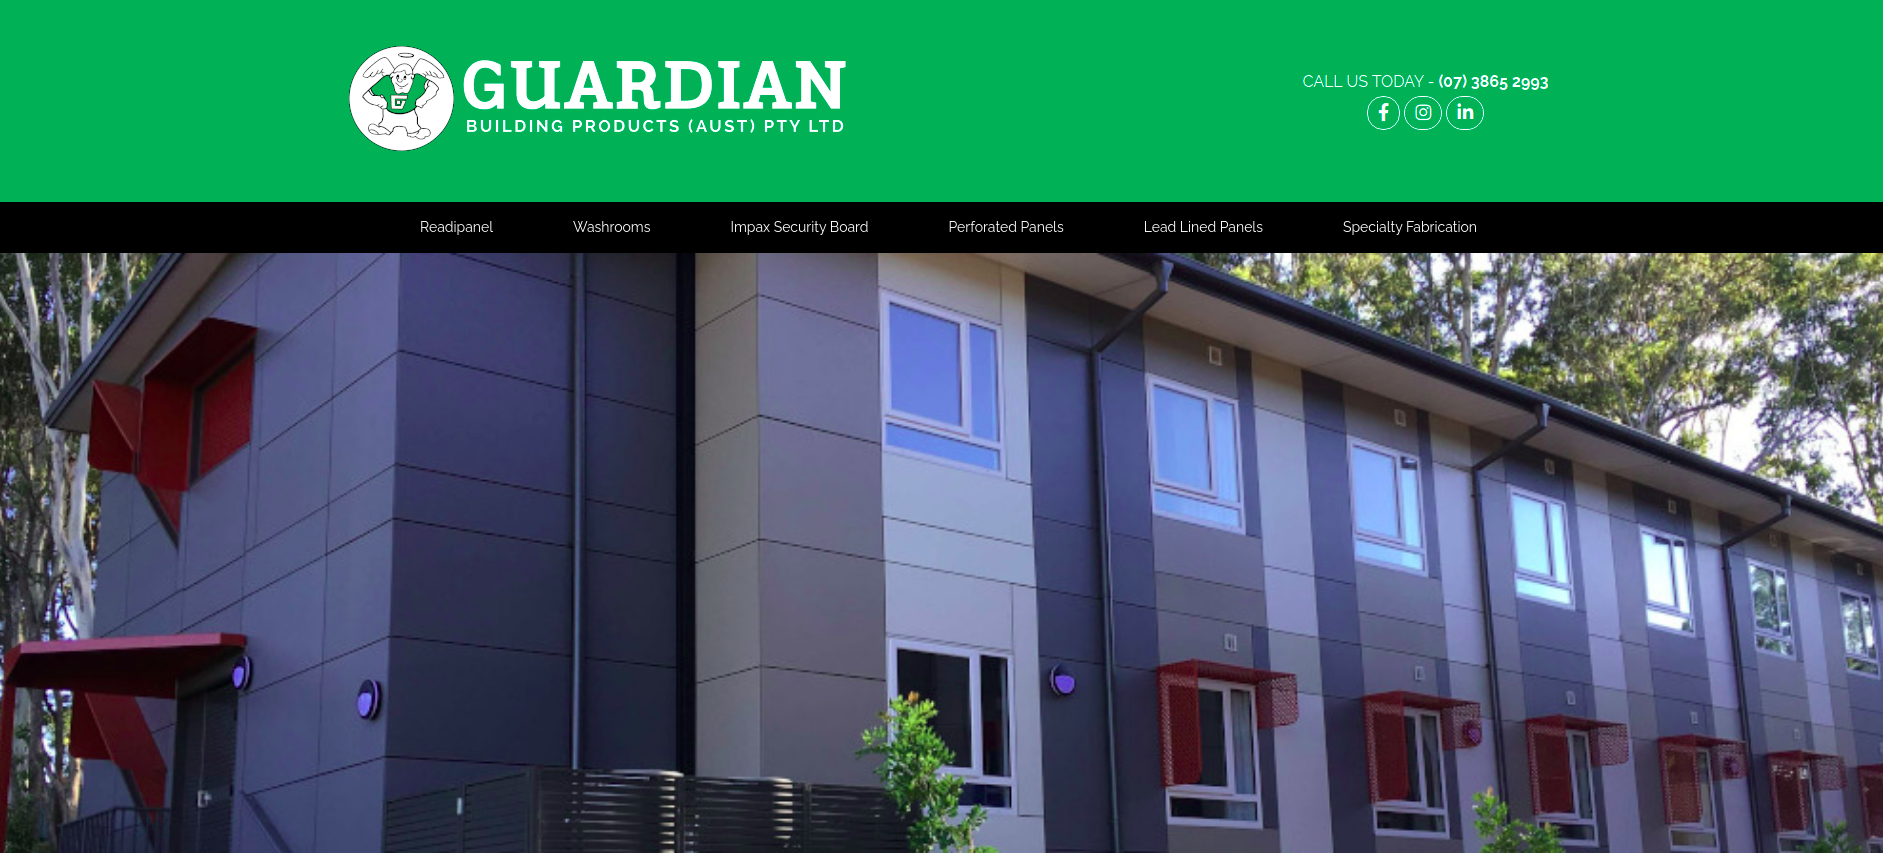 GUARDIAN
BUILDING PRODUCTS (AUST) PTY LTD
CALL US TODAY - (07) 3865 2993
Readipanel
Washrooms
Impax Security Board
Perforated Panels
Lead Lined Panels
Specialty Fabrication